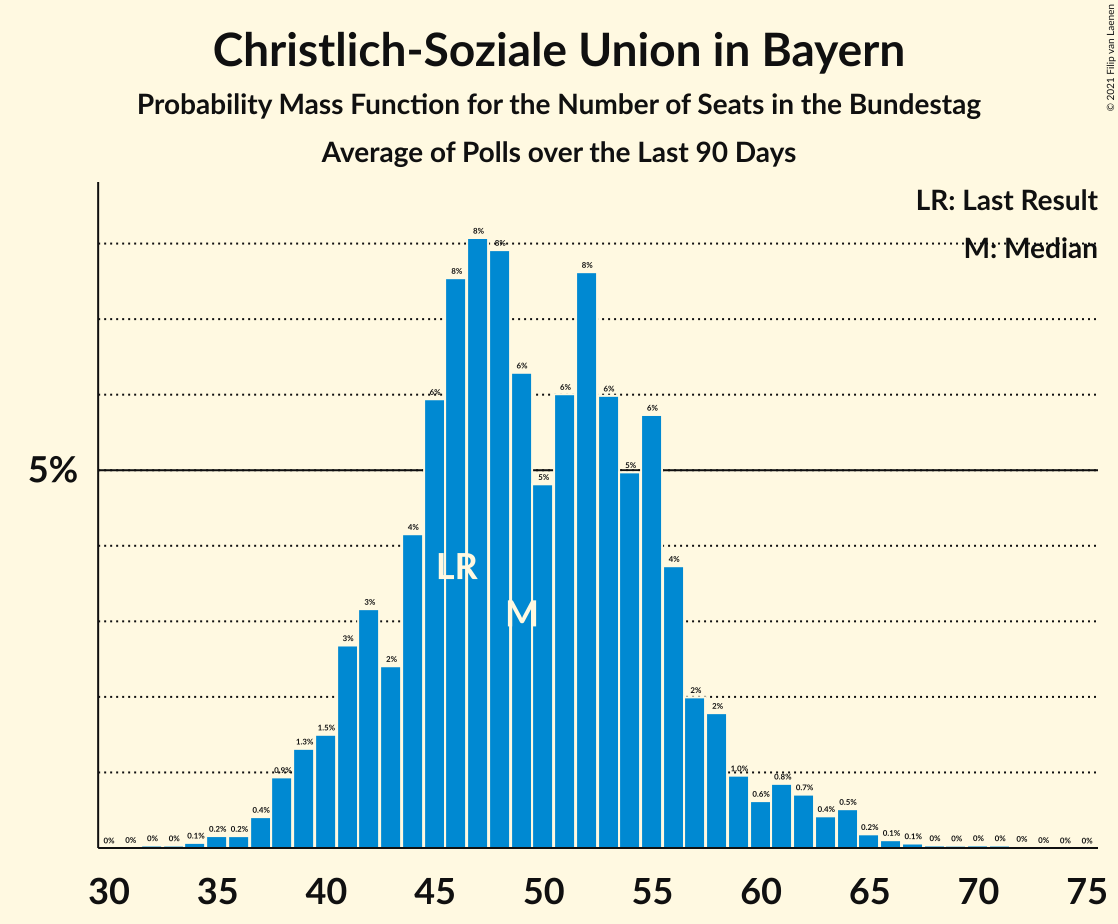 Christlich-Soziale Union in Bayern
Probability Mass Function for the Number of Seats in the Bundestag
Average of Polls over the Last 90 Days
© 2021 Filip van Laenen
LR: Last Result
M: Median
5%
0% 0% 0% 0% 0.1% 0.2% 0.2% 0.4% 0.9% 1.3% 1.5% 3% 3% 2% 4% 6% 8% 8% 8% 6% 5% 6% 8% 6% 5% 6% 4% 2% 2% 1.0% 0.6% 0.8% 0.7% 0.4% 0.5% 0.2% 0.1% 0.1% 0% 0% 0% 0% 0% 0% 0% 0%
LR
M
30 35 40 45 50 55 60 65 70 75